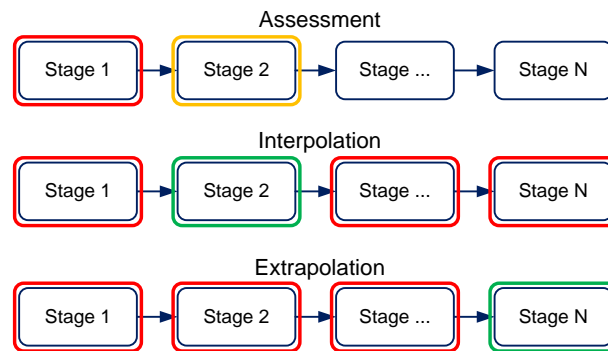 Assessment
Stage 1 Stage 2 Stage ... Stage N
Interpolation
Stage 1 Stage 2 Stage ... Stage N
Extrapolation
Stage 1 Stage 2 Stage ... Stage N